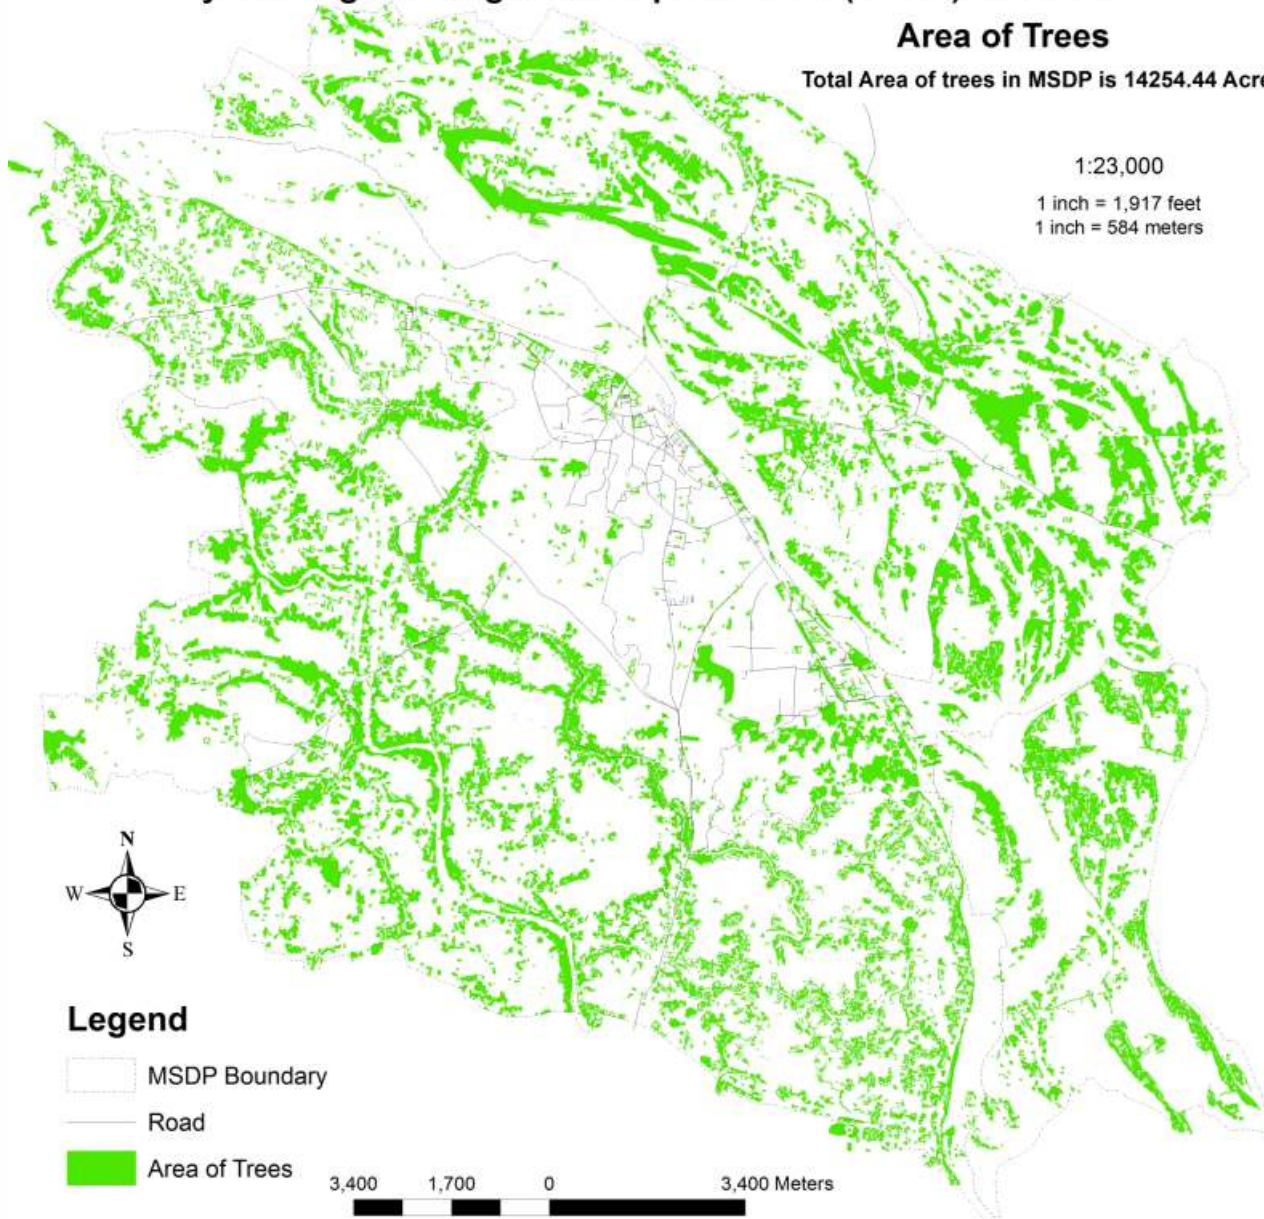 Area of Trees
Total Area of trees in MSDP is 14254.44 Acre
1:23,000
1 inch = 1,917 feet
1 inch = 584 meters
N
W E
S
Legend
MSDP Boundary
Road
Area of Trees
3,400 1,700 0 3,400 Meters